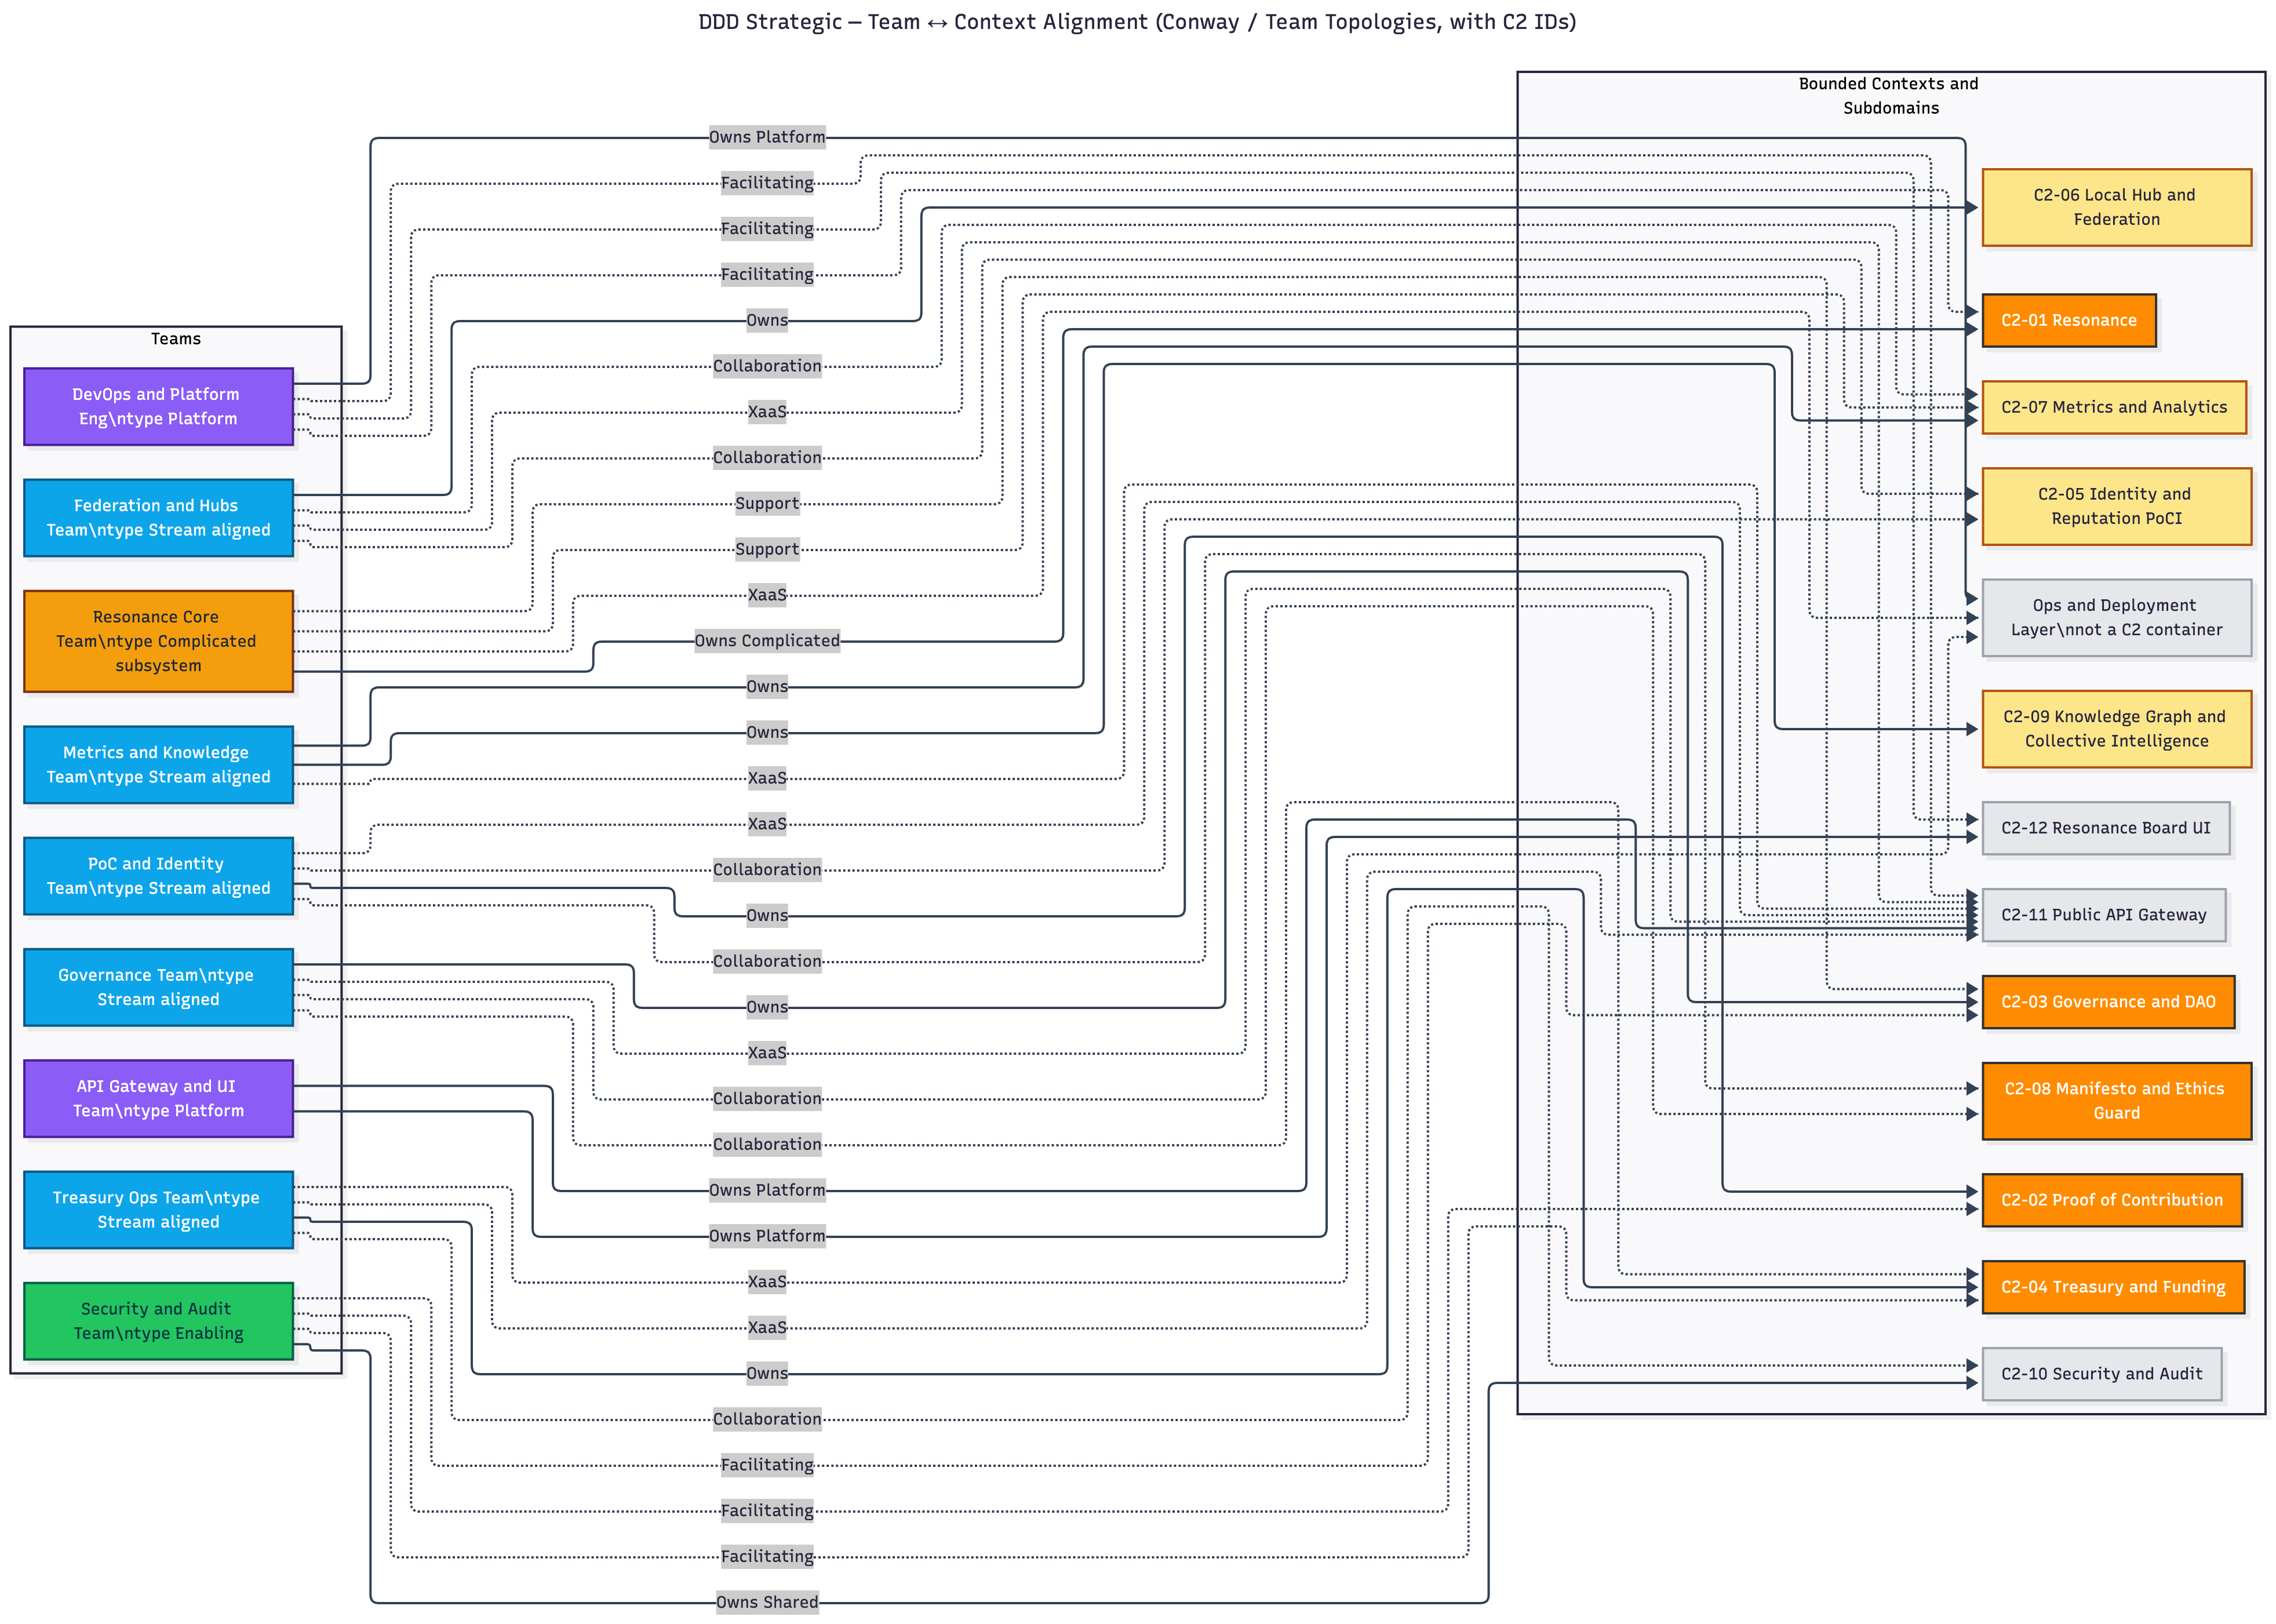 DDD Strategic – Team ↔ Context Alignment (Conway / Team Topologies, with C2 IDs)
Teams
DevOps and Platform
Eng\ntype Platform
Federation and Hubs
Team\ntype Stream aligned
Resonance Core
Team\ntype Complicated
subsystem
Metrics and Knowledge
Team\ntype Stream aligned
PoC and Identity
Team\ntype Stream aligned
Governance Team\ntype
Stream aligned
API Gateway and UI
Team\ntype Platform
Treasury Ops Team\ntype
Stream aligned
Security and Audit
Team\ntype Enabling
Owns Platform
Facilitating
Facilitating
Facilitating
Owns
Collaboration
XaaS
Collaboration
Support
Support
XaaS
Owns Complicated
Owns
Owns
XaaS
XaaS
Collaboration
Owns
Collaboration
Owns
XaaS
Collaboration
Collaboration
Owns Platform
Owns Platform
XaaS
XaaS
Owns
Collaboration
Facilitating
Facilitating
Facilitating
Owns Shared
Bounded Contexts and
Subdomains
C2-06 Local Hub and
Federation
C2-01 Resonance
C2-07 Metrics and Analytics
C2-05 Identity and
Reputation PoCI
Ops and Deployment
Layer\nnot a C2 container
C2-09 Knowledge Graph and
Collective Intelligence
C2-12 Resonance Board UI
C2-11 Public API Gateway
C2-03 Governance and DAO
C2-08 Manifesto and Ethics
Guard
C2-02 Proof of Contribution
C2-04 Treasury and Funding
C2-10 Security and Audit